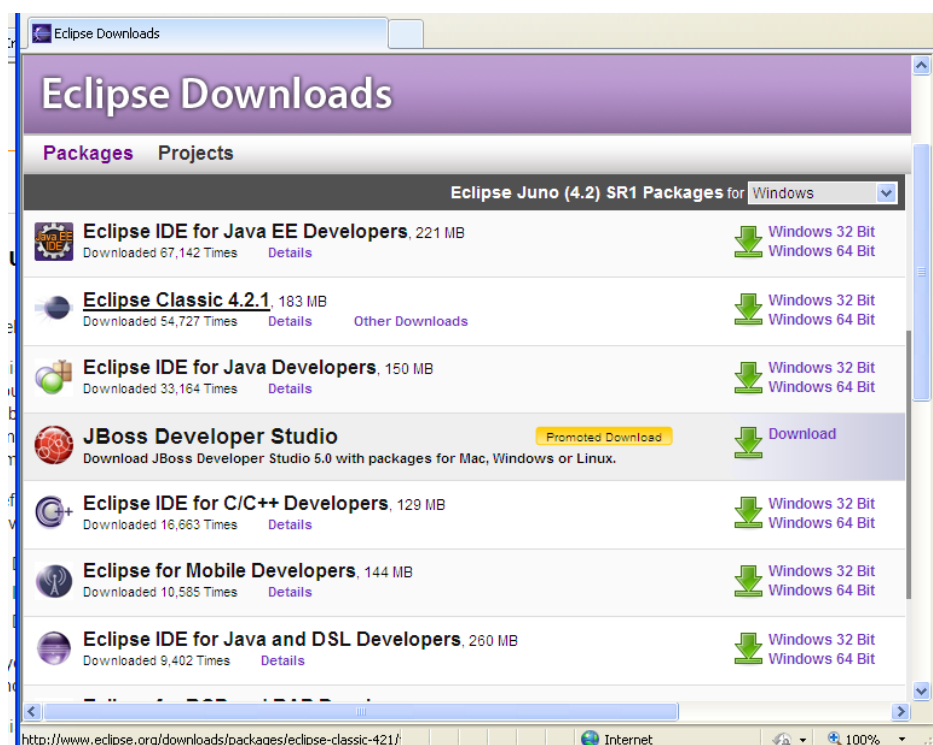 Eclipse Downloads
Eclipse Downloads
Packages Projects
Eclipse Juno (4.2) SR1 Packages for Windows
Eclipse IDE for Java EE Developers, 221 MB
Downloaded 67,142 Times Details
Windows 32 Bit
Windows 64 Bit
Eclipse Classic 4.2.1, 183 MB
Downloaded 54,727 Times Details Other Downloads
Windows 32 Bit
Windows 64 Bit
Eclipse IDE for Java Developers, 150 MB
Downloaded 33,164 Times Details
Windows 32 Bit
Windows 64 Bit
JBoss Developer Studio Promoted Download
Download JBoss Developer Studio 5.0 with packages for Mac, Windows or Linux.
Download
Eclipse IDE for C/C++ Developers, 129 MB
Downloaded 16,663 Times Details
Windows 32 Bit
Windows 64 Bit
Eclipse for Mobile Developers, 144 MB
Downloaded 10,585 Times Details
Windows 32 Bit
Windows 64 Bit
Eclipse IDE for Java and DSL Developers, 260 MB
Downloaded 9,402 Times Details
Windows 32 Bit
Windows 64 Bit
http://www.eclipse.org/downloads/packages/eclipse-classic-421/ Internet 100%